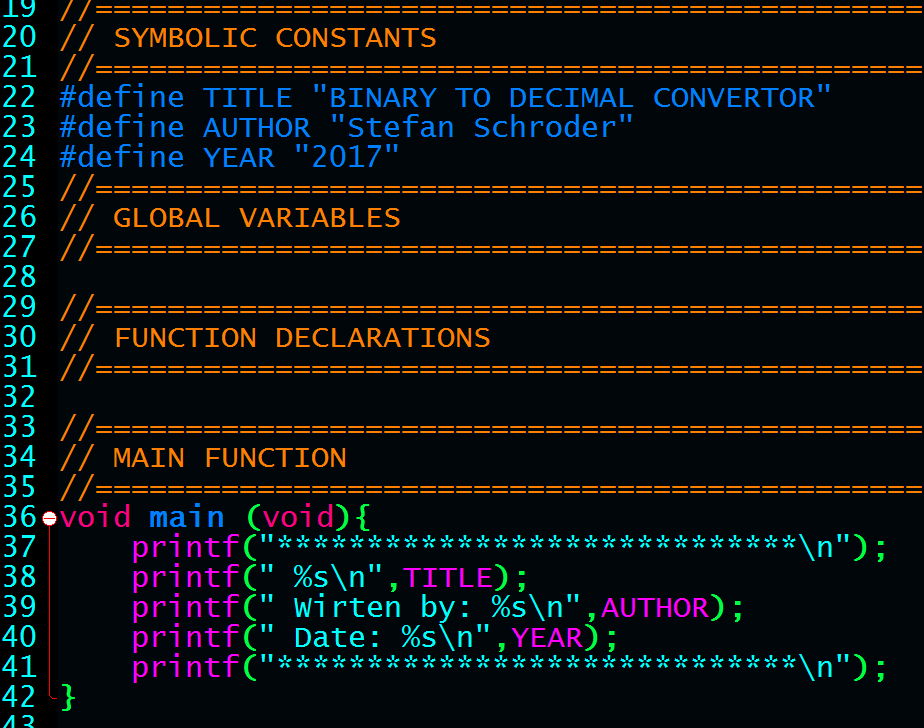 19 //==============================================
20 // SYMBOLIC CONSTANTS
21 //==============================================
22 #define TITLE "BINARY TO DECIMAL CONVERTOR"
23 #define AUTHOR "Stefan Schroder"
24 #define YEAR "2017"
25 //==============================================
26 // GLOBAL VARIABLES
27 //==============================================
28
29 //==============================================
30 // FUNCTION DECLARATIONS
31 //==============================================
32
33 //==============================================
34 // MAIN FUNCTION
35 //==============================================
36 void main (void){
37 printf("*****************************\n");
38 printf(" %s\n",TITLE);
39 printf(" Wirten by: %s\n",AUTHOR);
40 printf(" Date: %s\n",YEAR);
41 printf("*****************************\n");
42 }
43